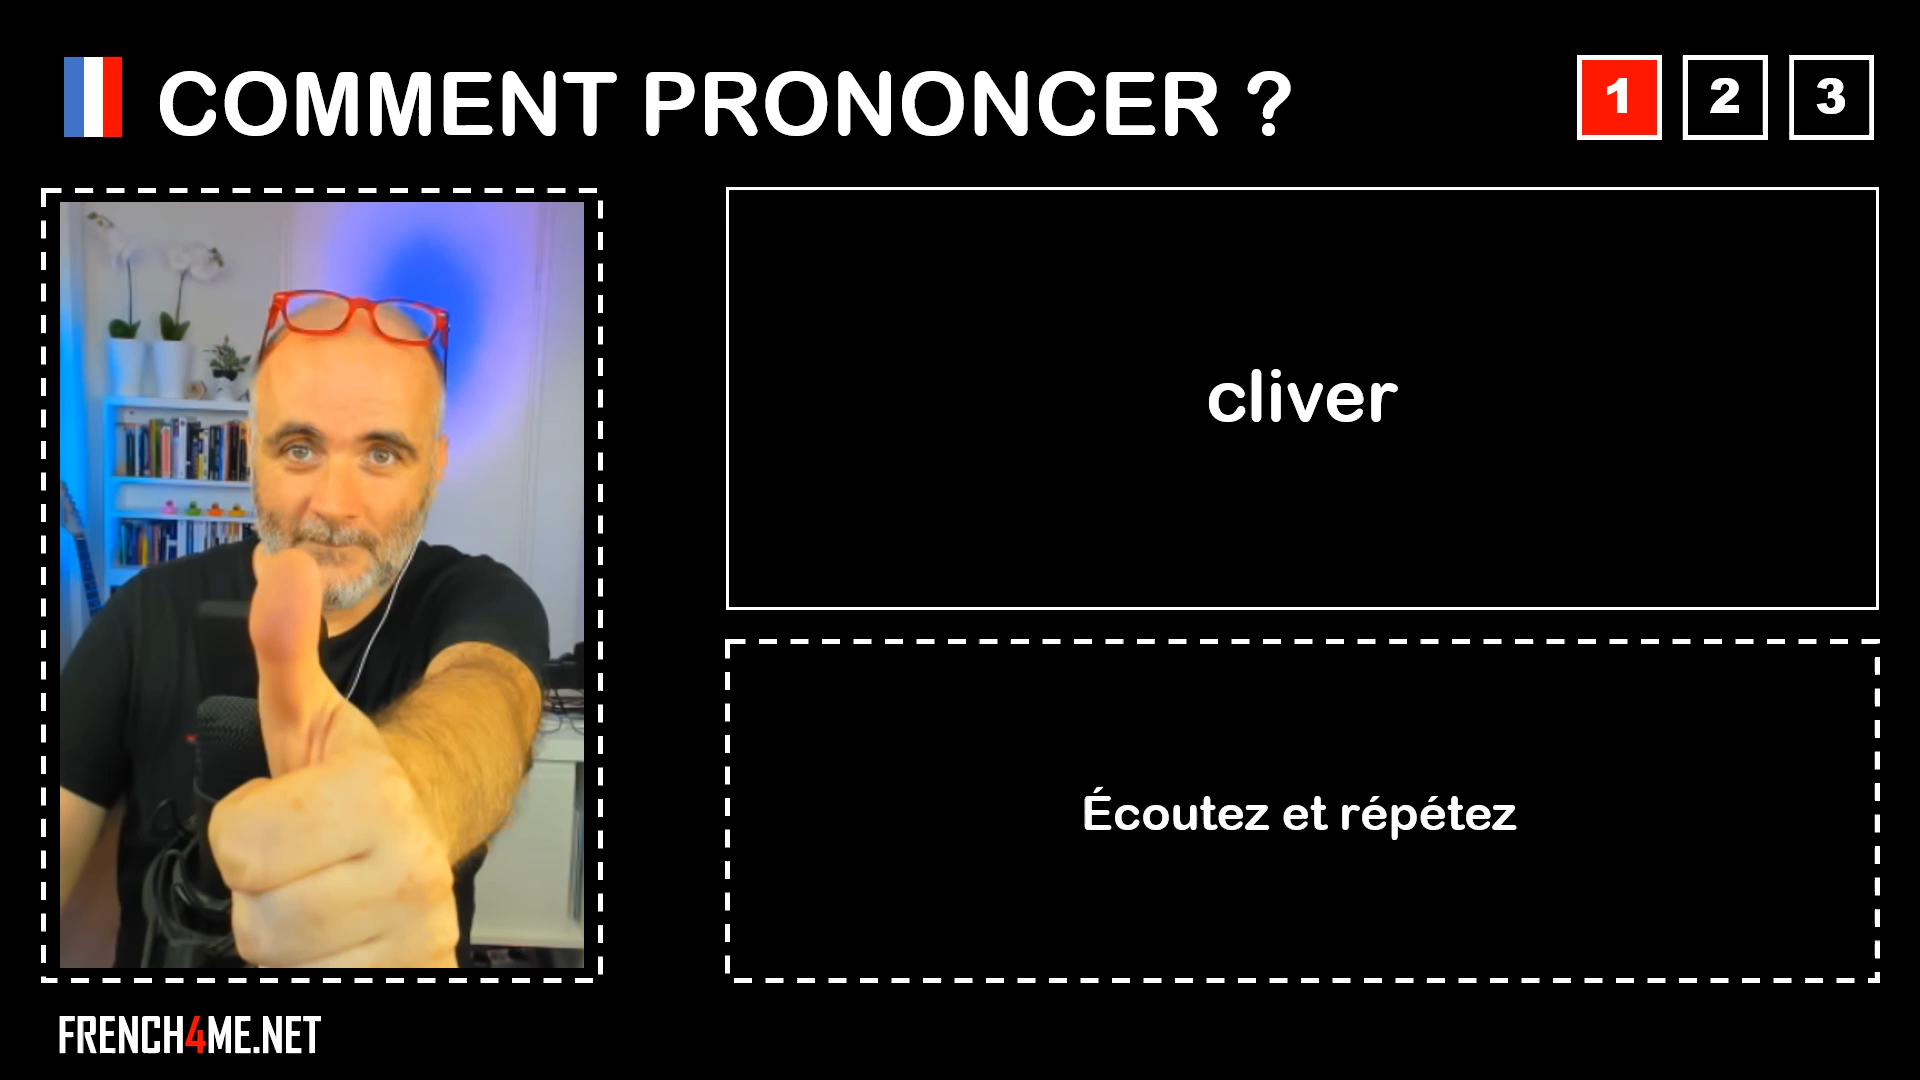 COMMENT PRONONCER ?
1 2 3
cliver
Écoutez et répétez
FRENCH4ME.NET